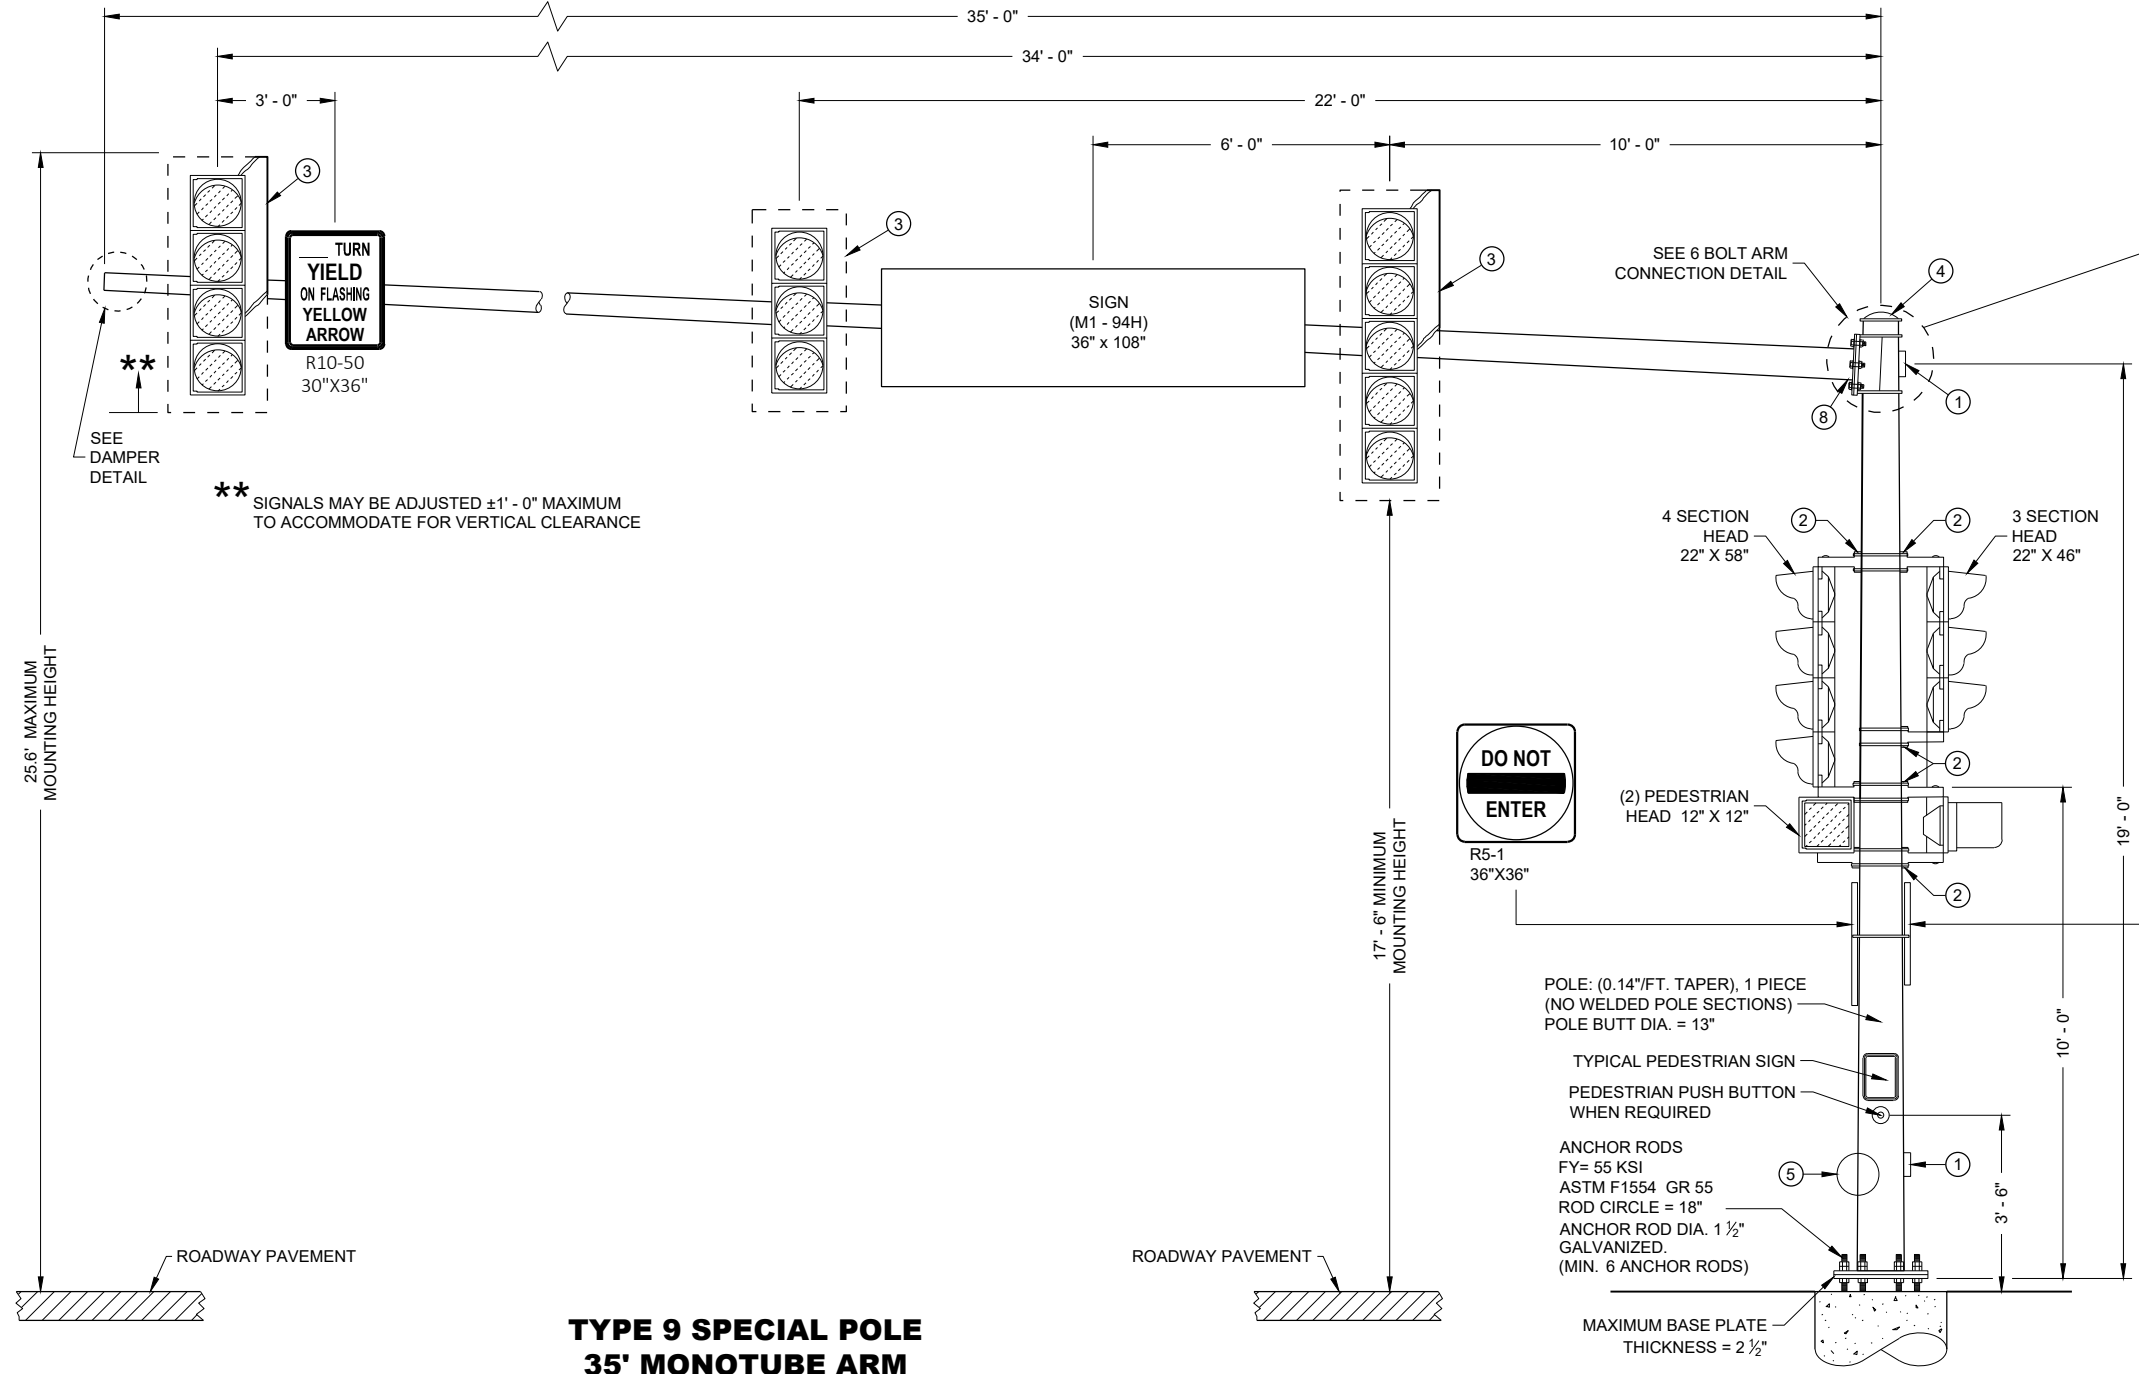 35' - 0"
34' - 0"
3' - 0"
22' - 0"
6' - 0"
10' - 0"
3
3
3
TURN
YIELD
ON FLASHING
YELLOW
ARROW
R10-50
30"X36"
SIGN
(M1 - 94H)
36" x 108"
SEE 6 BOLT ARM
CONNECTION DETAIL
4
8
1
**
SEE
DAMPER
DETAIL
** SIGNALS MAY BE ADJUSTED ±1' - 0" MAXIMUM
TO ACCOMMODATE FOR VERTICAL CLEARANCE
4 SECTION
HEAD
22" X 58"
2
2
3 SECTION
HEAD
22" X 46"
25.6' MAXIMUM
MOUNTING HEIGHT
17' - 6" MINIMUM
MOUNTING HEIGHT
DO NOT
ENTER
R5-1
36"X36"
2
(2) PEDESTRIAN
HEAD 12" X 12"
2
19' - 0"
10' - 0"
POLE: (0.14"/FT. TAPER), 1 PIECE
(NO WELDED POLE SECTIONS)
POLE BUTT DIA. = 13"
TYPICAL PEDESTRIAN SIGN
PEDESTRIAN PUSH BUTTON
WHEN REQUIRED
ANCHOR RODS
FY= 55 KSI
ASTM F1554 GR 55
ROD CIRCLE = 18"
ANCHOR ROD DIA. 1 ½"
GALVANIZED.
(MIN. 6 ANCHOR RODS)
5
1
3' - 6"
ROADWAY PAVEMENT
ROADWAY PAVEMENT
MAXIMUM BASE PLATE
THICKNESS = 2 ½"
TYPE 9 SPECIAL POLE
35' MONOTUBE ARM